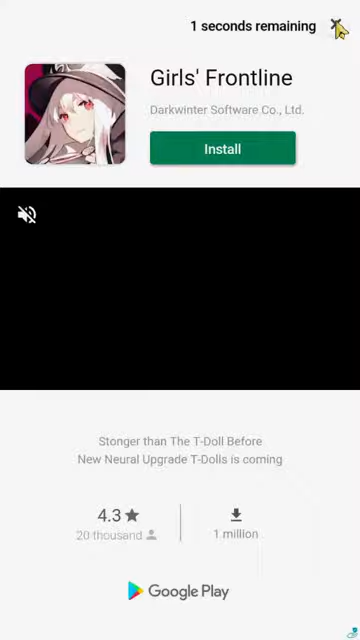 1 seconds remaining
Girls' Frontline
Darkwinter Software Co., Ltd.
Install
Stonger than The T-Doll Before
New Neural Upgrade T-Dolls is coming
4.3
20 thousand
1 million
Google Play